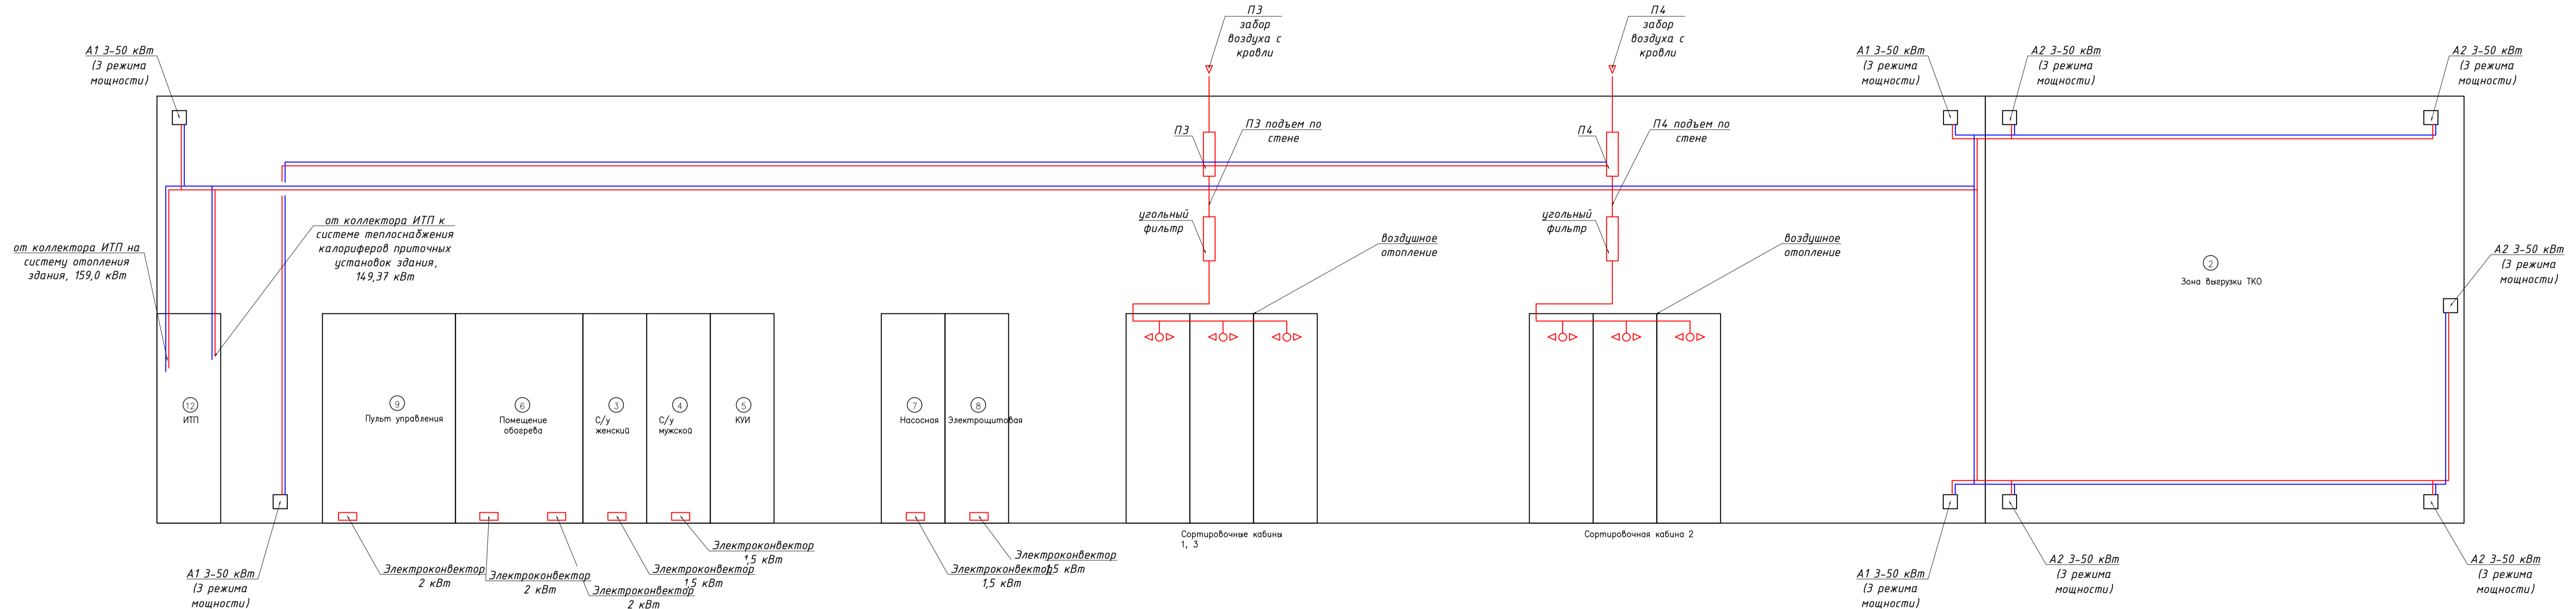 П3
забор
воздуха с
кровли
П4
забор
воздуха с
кровли
А1 3-50 кВт
(3 режима
мощности)
А1 3-50 кВт
(3 режима
мощности)
А2 3-50 кВт
(3 режима
мощности)
А2 3-50 кВт
(3 режима
мощности)
П3
П3 подъем по
стене
П4
П4 подъем по
стене
угольный
фильтр
угольный
фильтр
от коллектора ИТП на
систему отопления
здания, 159,0 кВт
от коллектора ИТП к
системе теплоснабжения
калориферов приточных
установок здания,
149,37 кВт
воздушное
отопление
воздушное
отопление
2
Зона выгрузки ТКО
А2 3-50 кВт
(3 режима
мощности)
12
ИТП
9
Пульт управления
6
Помещение
обогрева
3
С/у
женский
4
С/у
мужской
5
КУИ
7
Насосная
8
Электрощитовая
Сортировочные кабины
1, 3
Сортировочная кабина 2
А1 3-50 кВт
(3 режима
мощности)
Электроконвектор
2 кВт
Электроконвектор
2 кВт
Электроконвектор
2 кВт
Электроконвектор
1,5 кВт
Электроконвектор
1,5 кВт
Электроконвектор
1,5 кВт
Электроконвектор
1,5 кВт
А1 3-50 кВт
(3 режима
мощности)
А2 3-50 кВт
(3 режима
мощности)
А2 3-50 кВт
(3 режима
мощности)